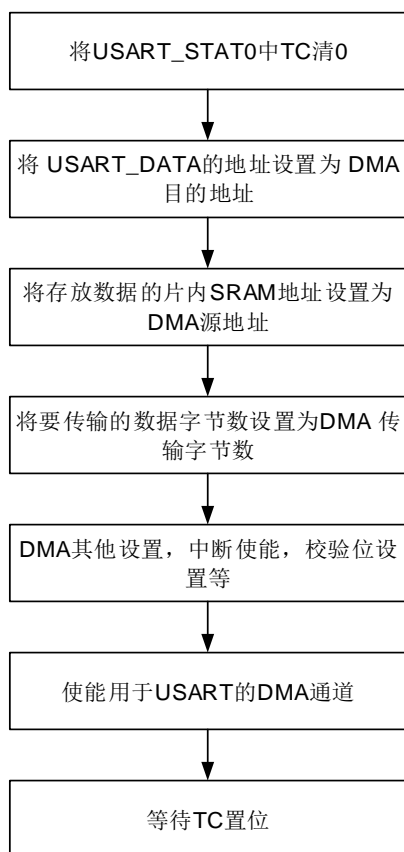 将USART_STAT0中TC清0
将 USART_DATA的地址设置为 DMA
目的地址
将存放数据的片内SRAM地址设置为
DMA源地址
将要传输的数据字节数设置为DMA 传
输字节数
DMA其他设置，中断使能，校验位设
置等
使能用于USART的DMA通道
等待TC置位